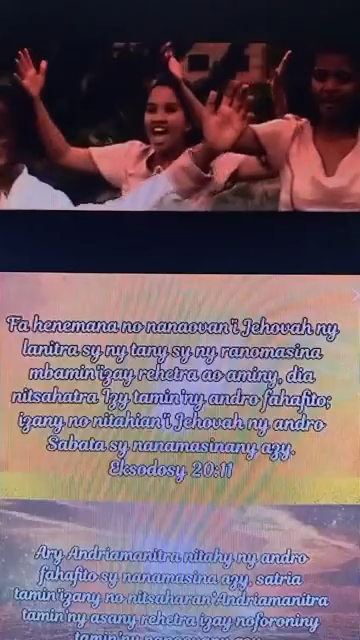 Fa henemana no nanaovan'i Jehovah ny
lanitra sy ny tany sy ny ranomasina
mbamin'izay rehetra ao aminy, dia
nitsahatra Izy tamin'ny andro fahafito;
izany no nitahian'i Jehovah ny andro
Sabata sy nanamasinany azy.
Eksodosy 20:11
Ary Andriamanitra nitahy ny andro
fahafito sy nanamasina azy, satria
tamin'izany no nitsaharan'Andriamanitra
tamin'ny asany rehetra izay noforoniny